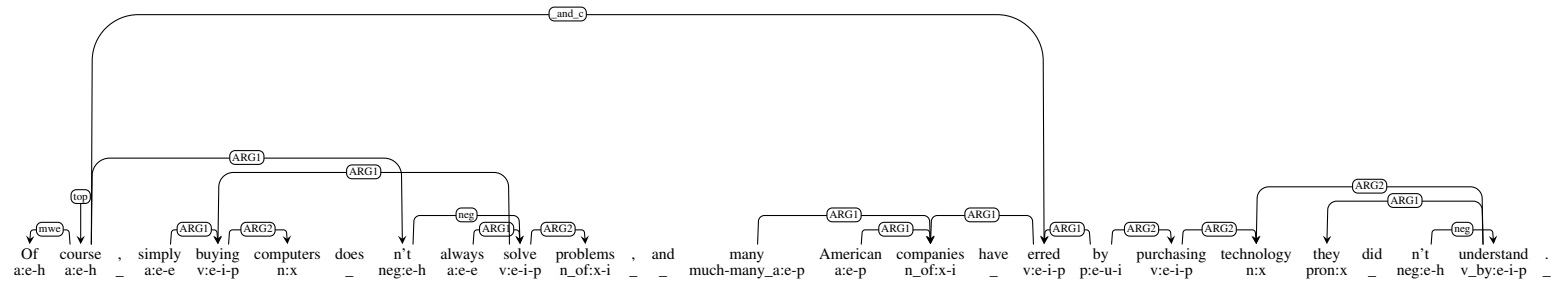 _and_c
ARG1
ARG1
top
ARG2
ARG1
neg
ARG1
ARG1
mwe
ARG1
ARG2
ARG1
ARG2
ARG1
ARG1
ARG2
ARG2
neg
Of course , simply buying computers does n't always solve problems , and many American companies have erred by purchasing technology they did n't understand .
a:e-h a:e-h _ a:e-e v:e-i-p n:x _ neg:e-h a:e-e v:e-i-p n_of:x-i _ _ much-many_a:e-p a:e-p n_of:x-i _ v:e-i-p p:e-u-i v:e-i-p n:x pron:x _ neg:e-h v_by:e-i-p _